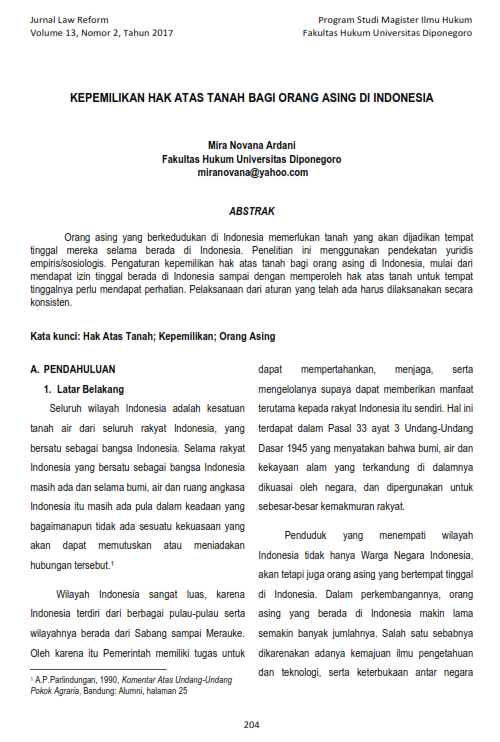 Jurnal Law Reform
Program Studi Magister Ilmu Hukum
Volume 13, Nomor 2, Tahun 2017
Fakultas Hukum Universitas Diponegoro
KEPEMILIKAN HAK ATAS TANAH BAGI ORANG ASING DI INDONESIA
Mira Novana Ardani
Fakultas Hukum Universitas Diponegoro
miranovana@yahoo.com
ABSTRAK
Orang asing yang berkedudukan di Indonesia memerlukan tanah yang akan dijadikan tempat
tinggal mereka selama berada di Indonesia. Penelitian ini menggunakan pendekatan yuridis
empiris/sosiologis. Pengaturan kepemilikan hak atas tanah bagi orang asing di Indonesia, mulai dari
mendapat izin tinggal berada di Indonesia sampai dengan memperoleh hak atas tanah untuk tempat
tinggalnya perlu mendapat perhatian. Pelaksanaan dari aturan yang telah ada harus dilaksanakan secara
konsisten.
Kata kunci: Hak Atas Tanah; Kepemilikan; Orang Asing
A. PENDAHULUAN
1. Latar Belakang
Seluruh wilayah Indonesia adalah kesatuan
tanah air dari seluruh rakyat Indonesia, yang
bersatu sebagai bangsa Indonesia. Selama rakyat
Indonesia yang bersatu sebagai bangsa Indonesia
masih ada dan selama bumi, air dan ruang angkasa
Indonesia itu masih ada pula dalam keadaan yang
bagaimanapun tidak ada sesuatu kekuasaan yang
akan dapat memutuskan atau meniadakan
hubungan tersebut.¹
Wilayah Indonesia sangat luas, karena
Indonesia terdiri dari berbagai pulau-pulau serta
wilayahnya berada dari Sabang sampai Merauke.
Oleh karena itu Pemerintah memiliki tugas untuk
¹ A.P.Parlindungan, 1990, Komentar Atas Undang-Undang
Pokok Agraria, Bandung: Alumni, halaman 25
dapat mempertahankan, menjaga, serta
mengelolanya supaya dapat memberikan manfaat
terutama kepada rakyat Indonesia itu sendiri. Hal ini
terdapat dalam Pasal 33 ayat 3 Undang-Undang
Dasar 1945 yang menyatakan bahwa bumi, air dan
kekayaan alam yang terkandung di dalamnya
dikuasai oleh negara, dan dipergunakan untuk
sebesar-besar kemakmuran rakyat.
Penduduk yang menempati wilayah
Indonesia tidak hanya Warga Negara Indonesia,
akan tetapi juga orang asing yang bertempat tinggal
di Indonesia. Dalam perkembangannya, orang
asing yang berada di Indonesia makin lama
semakin banyak jumlahnya. Salah satu sebabnya
dikarenakan adanya kemajuan ilmu pengetahuan
dan teknologi, serta keterbukaan antar negara
204